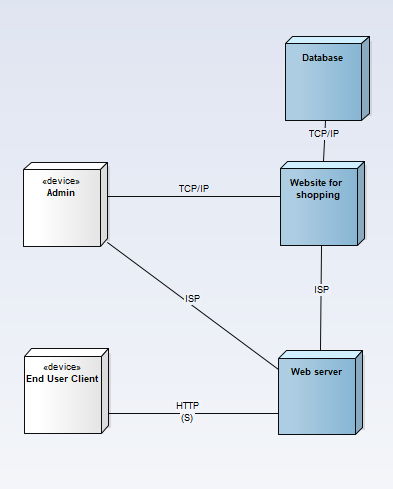 Database
TCP/IP
«device»
Admin
TCP/IP
Website for
shopping
ISP
ISP
«device»
End User Client
HTTP
(S)
Web server